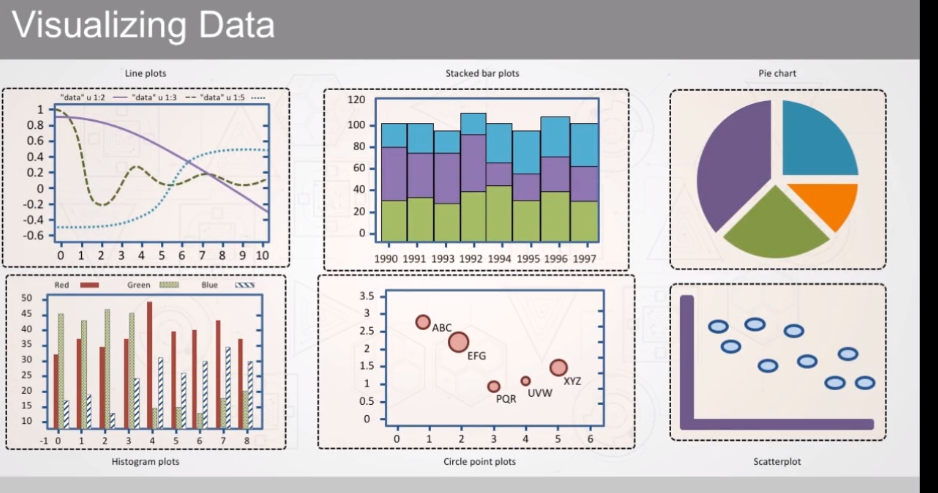 Visualizing Data
Line plots
Stacked bar plots
Pie chart
"data" u 1:2 "data" u 1:3 "data" u 1:5
1
0.8
0.6
0.4
0.2
0
-0.2
-0.4
-0.6
0 1 2 3 4 5 6 7 8 9 10
120
100
80
60
40
20
0
1990 1991 1993 1992 1994 1995 1996 1997
Red Green Blue
50
45
40
35
30
25
20
15
10
-1 0 1 2 3 4 5 6 7 8
3.5
3
2.5
2
1.5
1
0.5
0
0 1 2 3 4 5 6
ABC
EFG
PQR
UVW
XYZ
Histogram plots
Circle point plots
Scatterplot